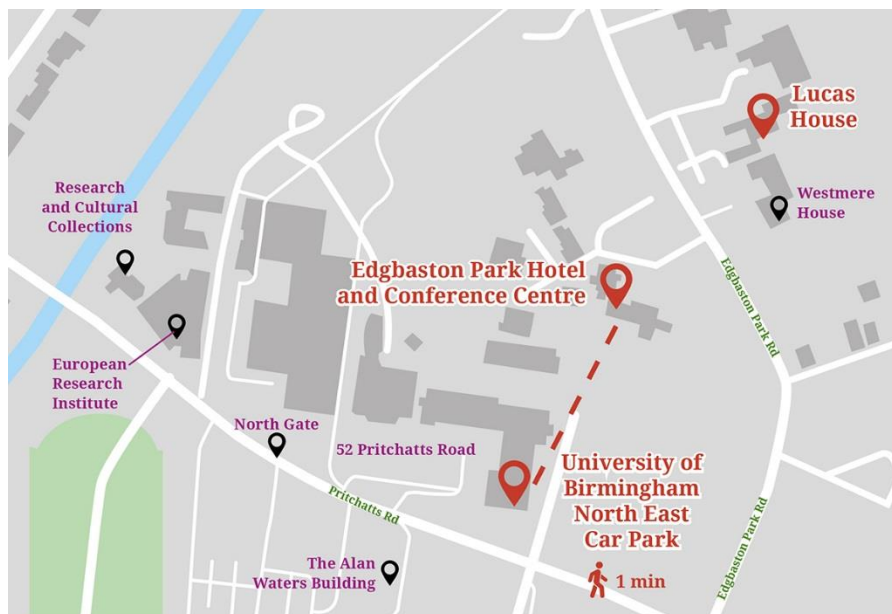 Lucas
House
Research
and Cultural
Collections
Westmere
House
Edgbaston Park Hotel
and Conference Centre
Edgbaston Park Rd
European
Research
Institute
North Gate
52 Pritchatts Road
Pritchatts Rd
University of
Birmingham
North East
Car Park
Edgbaston Park Rd
The Alan
Waters Building
1 min